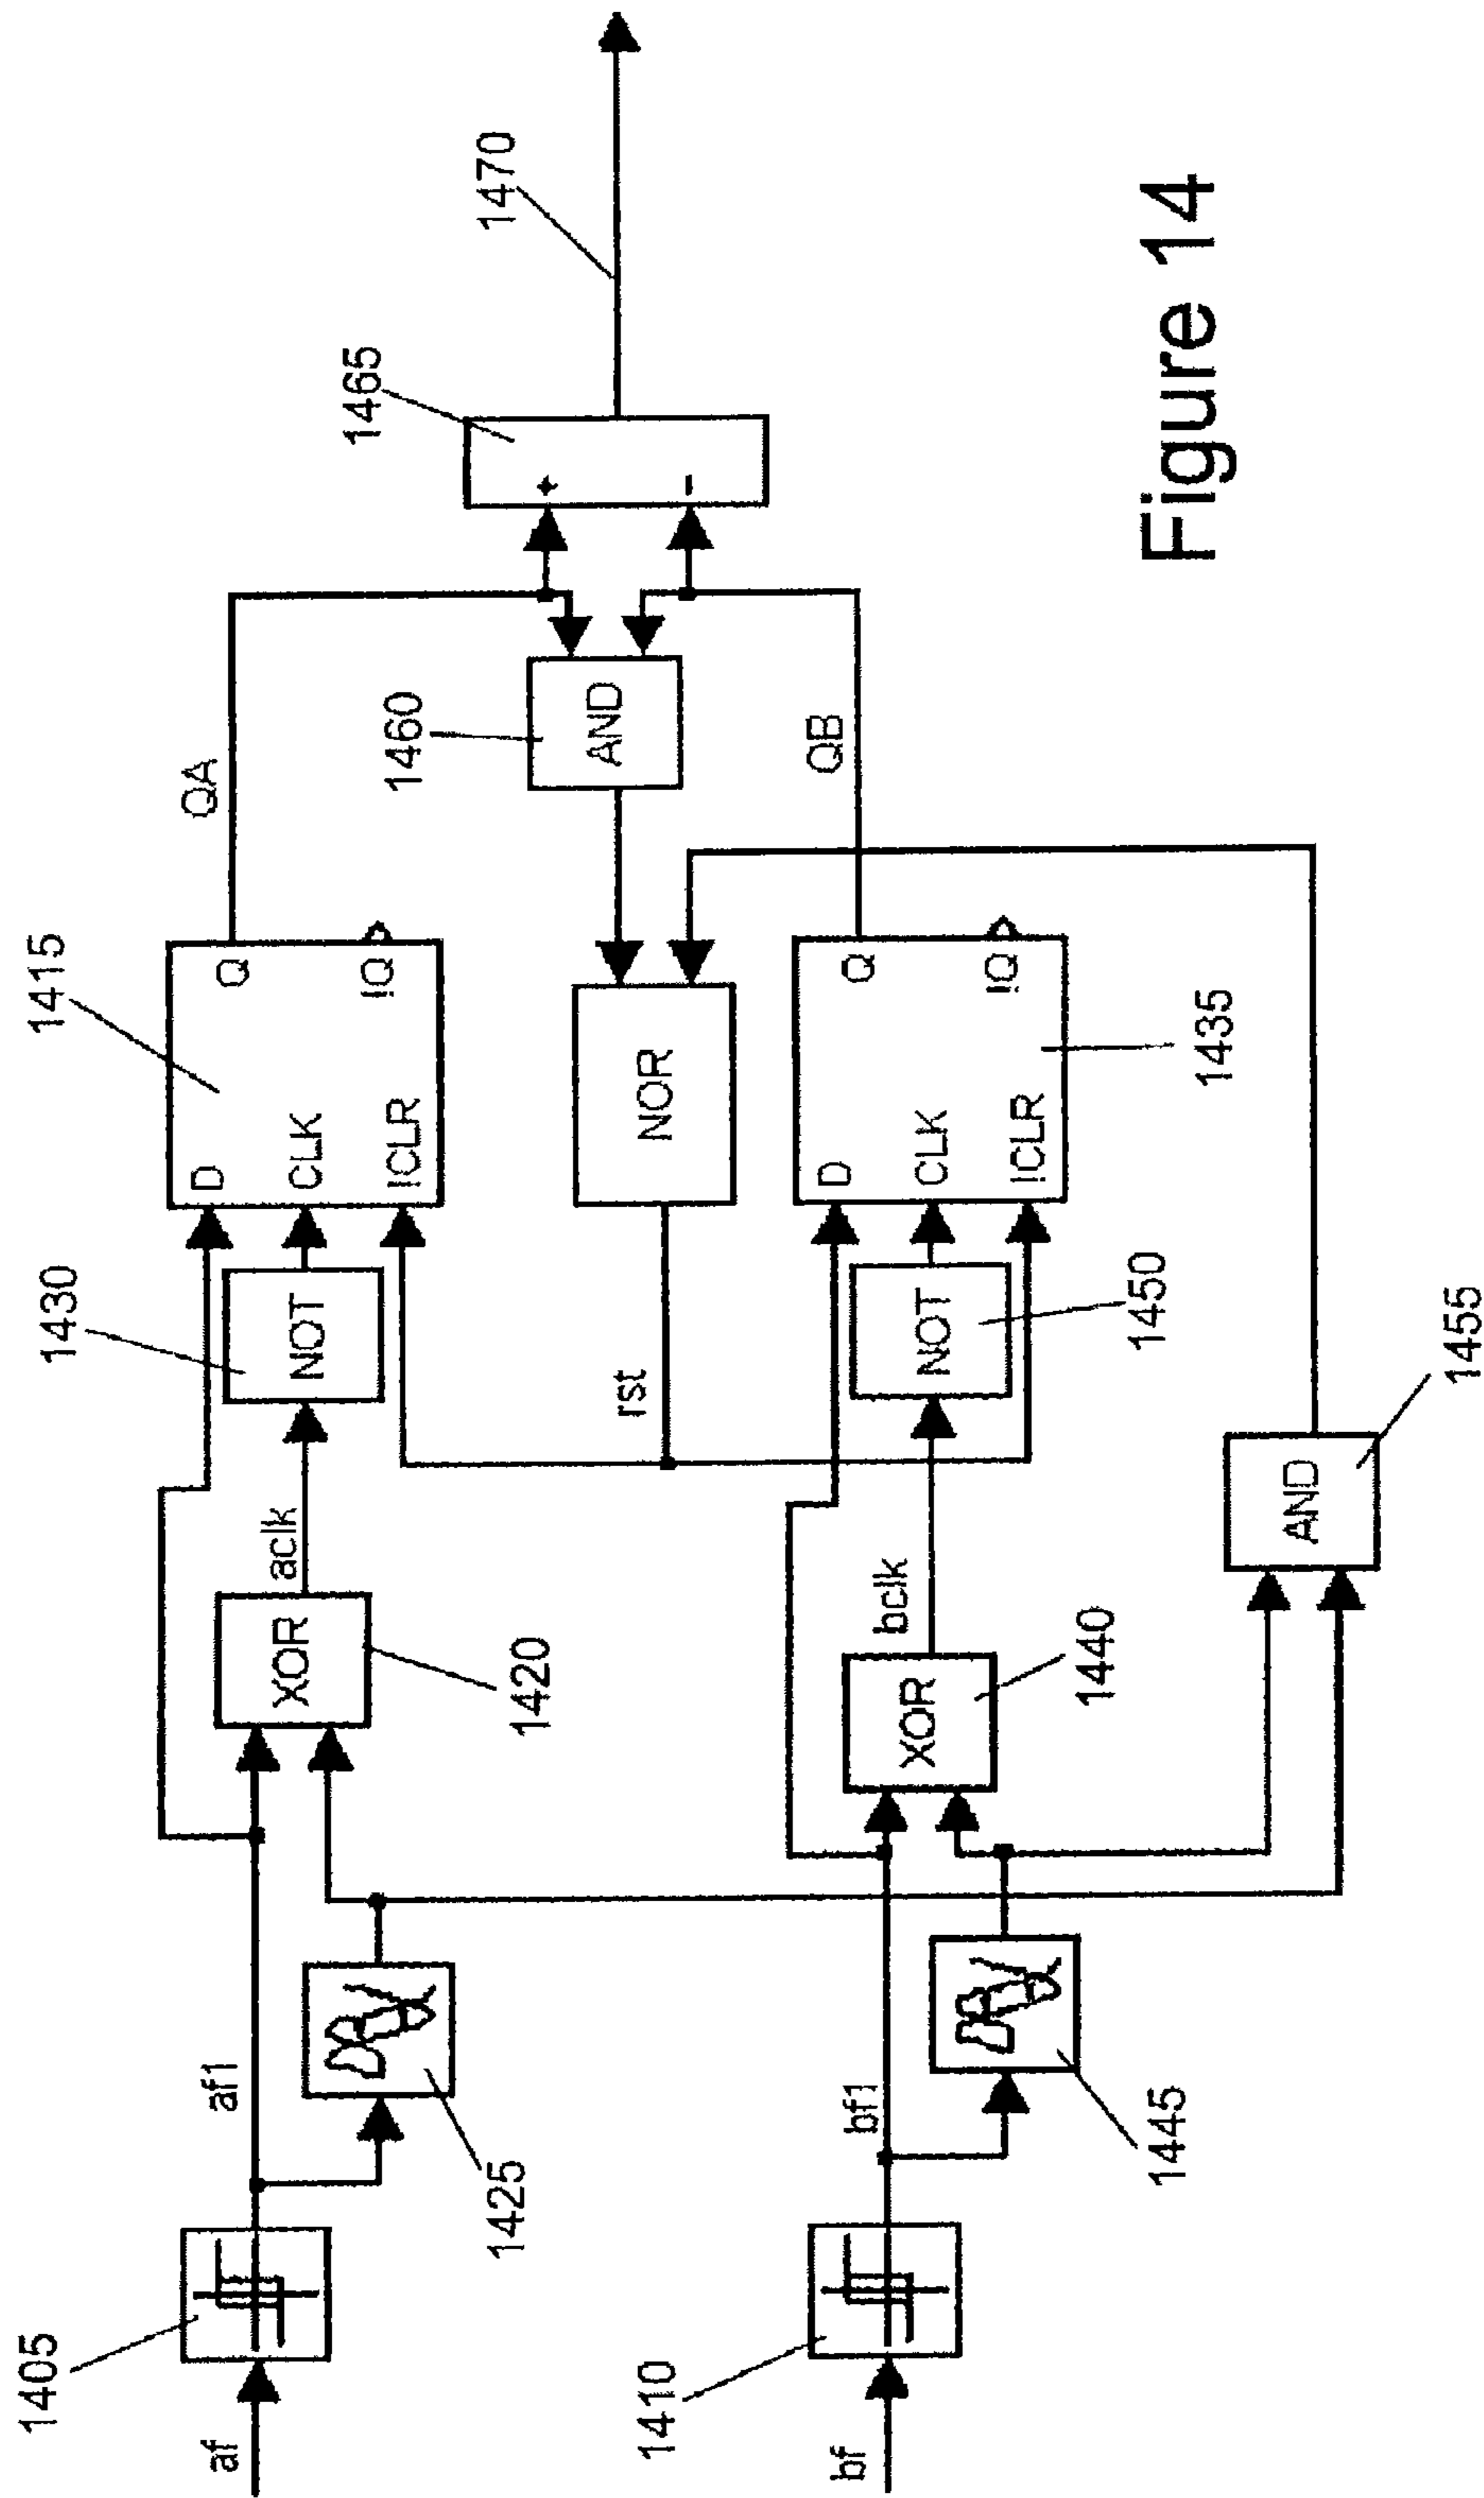 1405
af
af1
1425
XOR
1420
aclk
1430
NOT
1415
D
CLK
!CLR
Q
!Q
QA
rst
NOR
1460
AND
1465
+
-
1470
1410
bf
bf1
1445
XOR
1440
bclk
NOT
1450
D
CLK
!CLR
Q
!Q
1435
QB
AND
1455
Figure 14